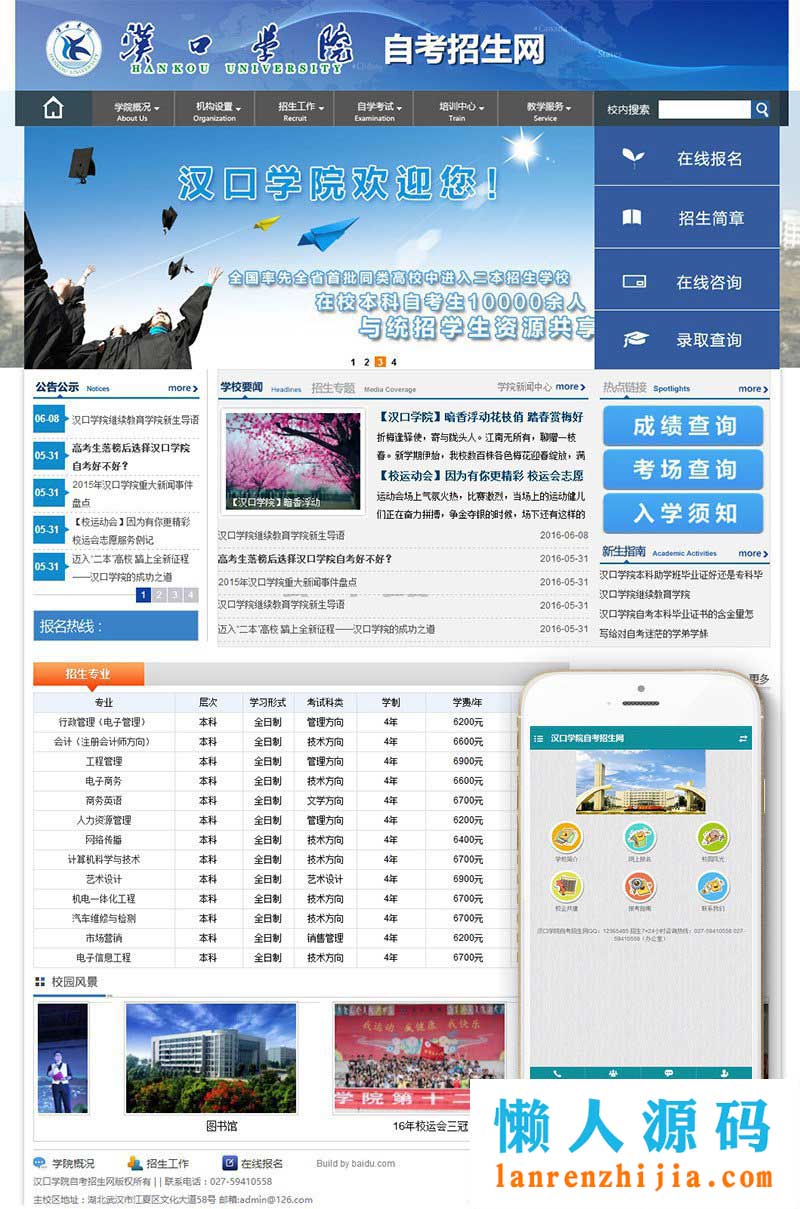 漢口学院
HANKOU UNIVERSITY
自考招生网
学院概况
About Us
机构设置
Organization
招生工作
Recruit
自学考试
Examination
培训中心
Train
教学服务
Service
校内搜索
汉口学院欢迎您！
全国率先全省首批同类高校中进入二本招生学校
在校本科自考生10000余人
与统招学生资源共享
1 2 3 4
在线报名
招生简章
在线咨询
录取查询
公告公示 Notices more
06-08 汉口学院继续教育学院新生导语
05-31 高考生落榜后选择汉口学院
自考好不好？
05-31 2015年汉口学院重大新闻事件
盘点
05-31 【校运动会】因为有你更精彩
校运会志愿服务侧记
05-31 迈入"二本"高校 踏上全新征程
——汉口学院的成功之道
1 2 3 4
报名热线：
学校要闻 Headlines 招生专题 Media Coverage 学院新闻中心 more
【汉口学院】暗香浮动
【汉口学院】暗香浮动花枝俏 踏春赏梅好
折梅逢驿使，寄与陇头人。江南无所有，聊赠一枝
春。新学期伊始，我校数百株各色梅花迎春绽放，满
【校运动会】因为有你更精彩 校运会志愿
运动会场上气氛火热，比赛激烈，当场上的运动健儿
们正在奋力拼搏，争金夺银的时候，场下还有这样的
汉口学院继续教育学院新生导语 2016-06-08
高考生落榜后选择汉口学院自考好不好？ 2016-05-31
2015年汉口学院重大新闻事件盘点 2016-05-31
汉口学院继续教育学院新生导语 2016-05-31
迈入"二本"高校 踏上全新征程——汉口学院的成功之道 2016-05-31
热点链接 Spotlights more
成绩查询
考场查询
入学须知
新生指南 Academic Activities more
汉口学院本科助学班毕业证好还是专科毕
汉口学院继续教育学院
汉口学院自考本科毕业证书的含金量怎
写给对自考迷茫的学弟学妹
招生专业
更多
专业 层次 学习形式 考试科类 学制 学费/年
行政管理（电子管理） 本科 全日制 管理方向 4年 6200元
会计（注册会计师方向） 本科 全日制 技术方向 4年 6600元
工程管理 本科 全日制 管理方向 4年 6900元
电子商务 本科 全日制 技术方向 4年 6600元
商务英语 本科 全日制 文学方向 4年 6700元
人力资源管理 本科 全日制 管理方向 4年 6200元
网络传播 本科 全日制 技术方向 4年 6400元
计算机科学与技术 本科 全日制 技术方向 4年 6700元
艺术设计 本科 全日制 艺术设计 4年 6900元
机电一体化工程 本科 全日制 技术方向 4年 6700元
汽车维修与检测 本科 全日制 技术方向 4年 6700元
市场营销 本科 全日制 销售管理 4年 6200元
电子信息工程 本科 全日制 技术方向 4年 6700元
汉口学院自考招生网
学校简介
网上报名
校园风光
校企共建
报考指南
联系我们
汉口学院自考招生网QQ：12365485 招生7*24小时咨询热线：027-59410558 027-
59410559（办公室）
校园风景
我运动 我健康 我快乐
学院第十二
图书馆
16年校运会三冠
学院概况 招生工作 在线报名 Build by baidu.com
汉口学院自考招生网版权所有 | | 联系电话：027-59410558
主校区地址：湖北武汉市江夏区文化大道58号 邮箱:admin@126.com
懒人源码
lanrenzhijia.com